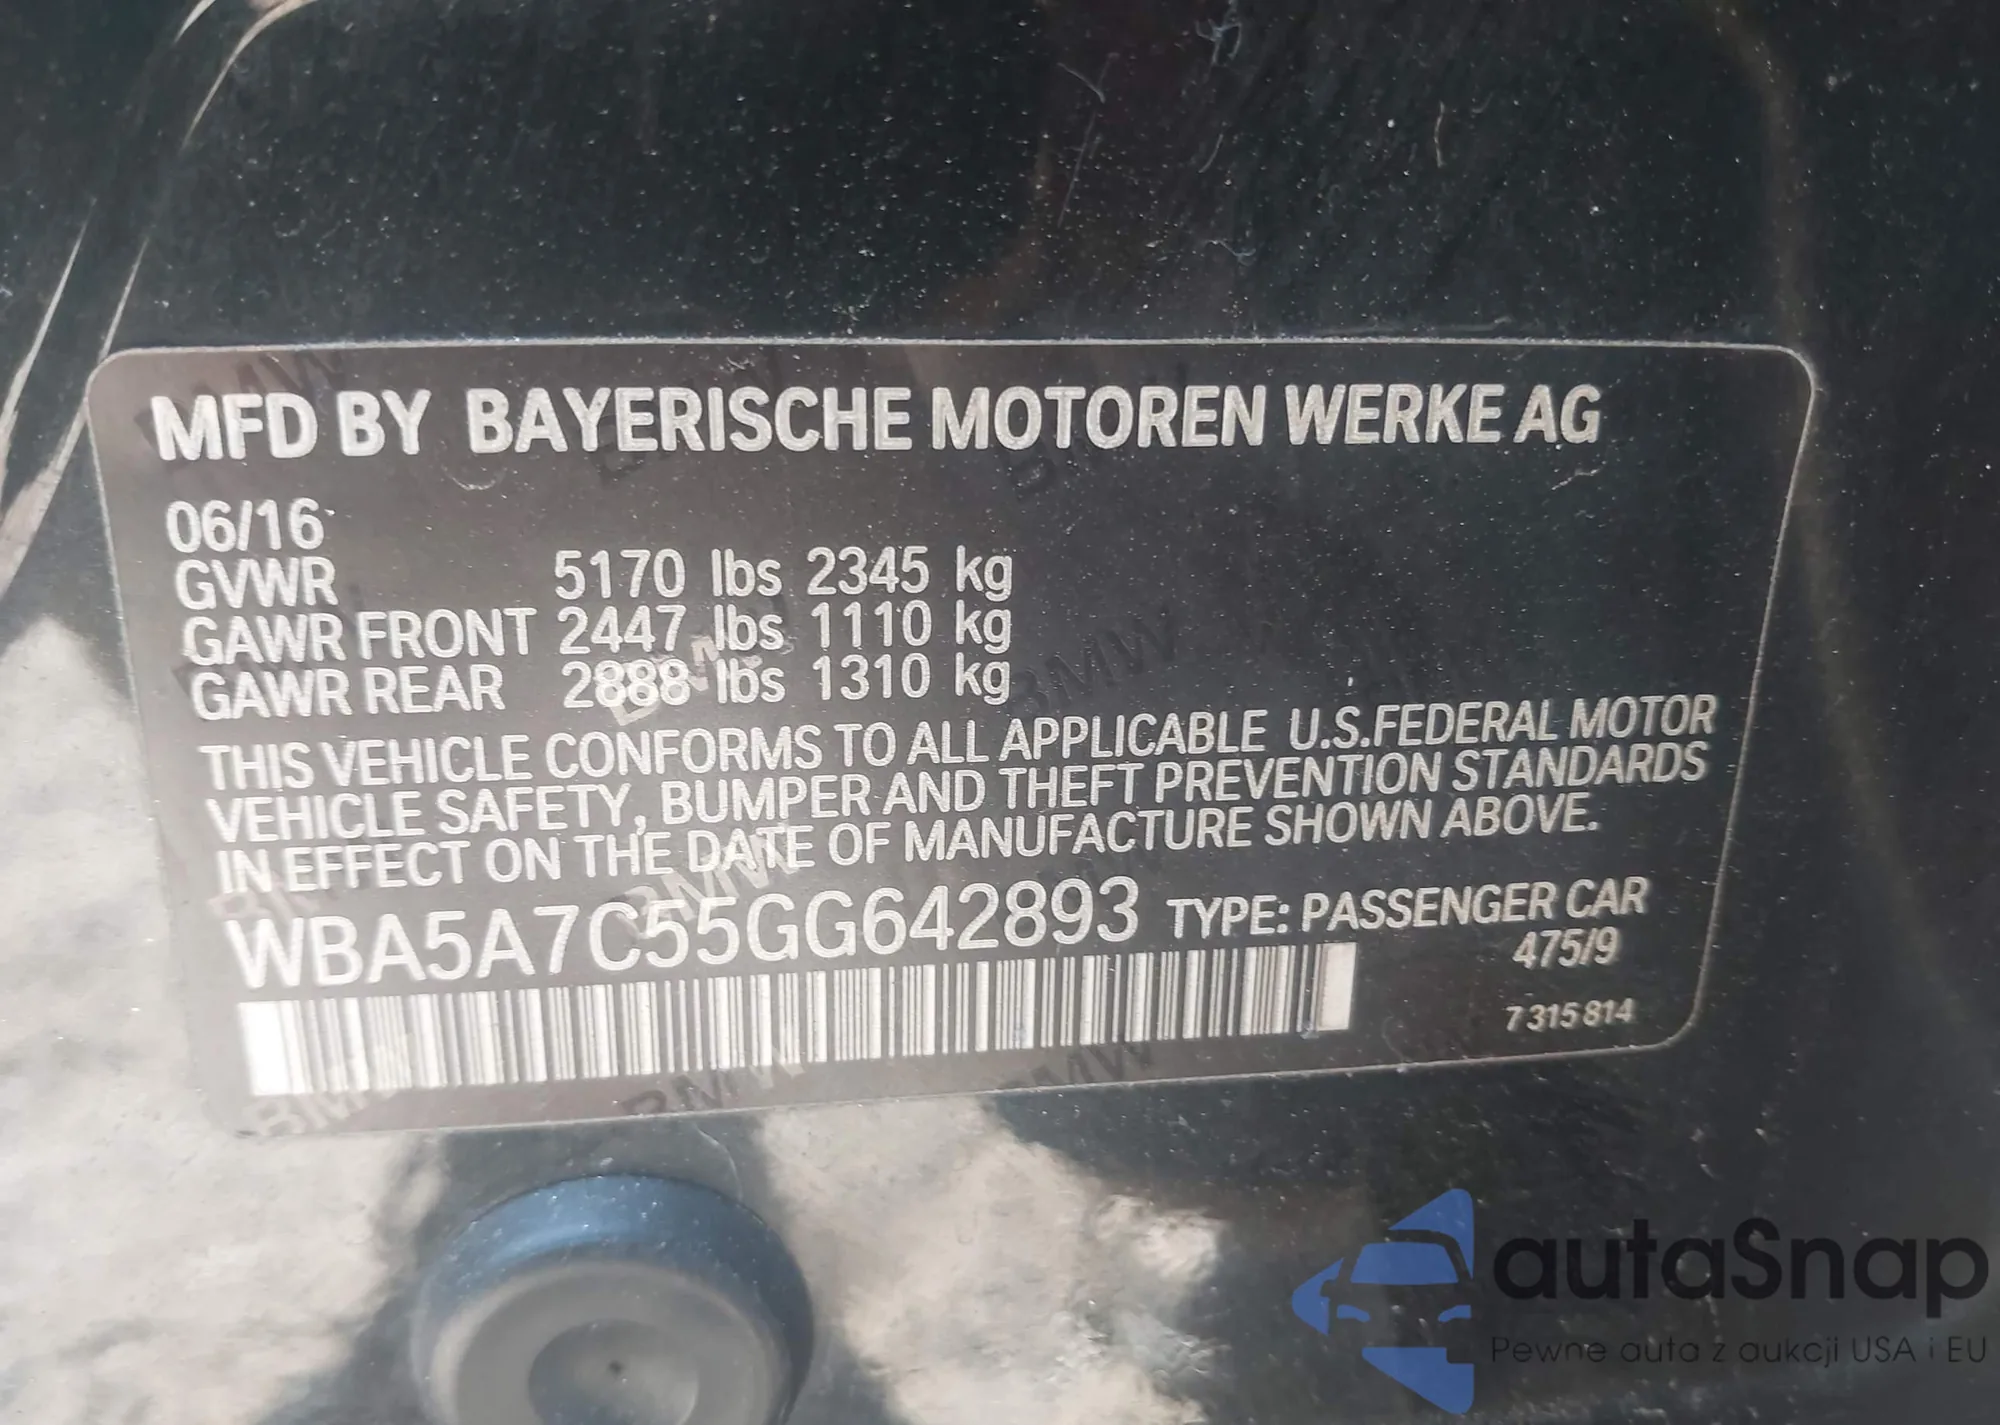 MFD BY BAYERISCHE MOTOREN WERKE AG
06/16
GVWR 5170 lbs 2345 kg
GAWR FRONT 2447 lbs 1110 kg
GAWR REAR 2888 lbs 1310 kg
THIS VEHICLE CONFORMS TO ALL APPLICABLE U.S.FEDERAL MOTOR
VEHICLE SAFETY, BUMPER AND THEFT PREVENTION STANDARDS
IN EFFECT ON THE DATE OF MANUFACTURE SHOWN ABOVE.
WBA5A7C55GG642893 TYPE: PASSENGER CAR
475/9
7 315 814
autaSnap
Pewne auta z aukcji USA i EU